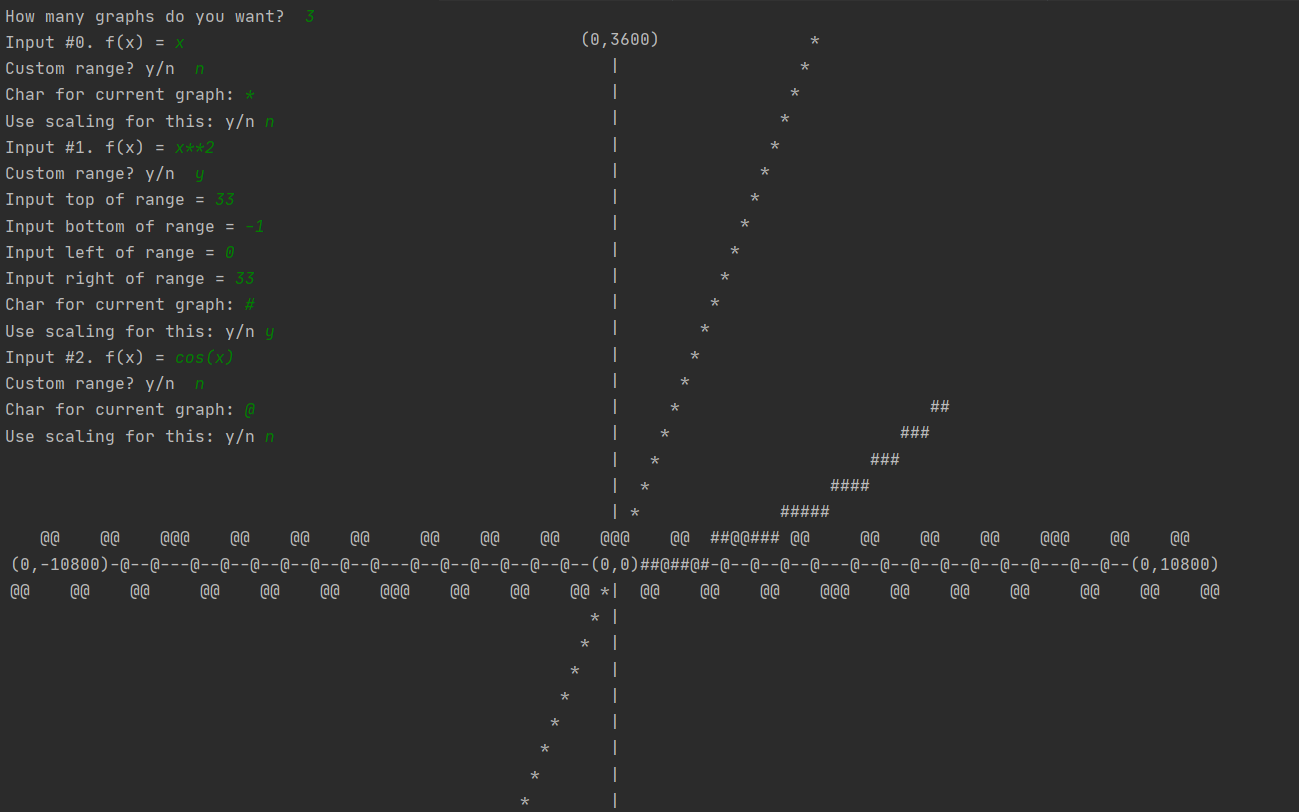 How many graphs do you want?  3
Input #0. f(x) = x
(0,3600) *
Custom range? y/n  n
| *
Char for current graph: *
| *
Use scaling for this: y/n n
| *
Input #1. f(x) = x**2
| *
Custom range? y/n  y
| *
Input top of range = 33
| *
Input bottom of range = -1
| *
Input left of range = 0
| *
Input right of range = 33
| *
Char for current graph: #
| *
Use scaling for this: y/n y
| *
Input #2. f(x) = cos(x)
| *
Custom range? y/n  n
| *
Char for current graph: @
| * ##
Use scaling for this: y/n n
| * ###
| * ###
| * ####
| * #####
@@    @@    @@@    @@    @@    @@     @@    @@    @@    @@@    @@  ##@@### @@     @@    @@    @@    @@@    @@    @@
(0,-10800)-@--@---@--@--@--@--@--@--@---@--@--@--@--@--@--(0,0)##@##@#-@--@--@--@---@--@--@--@--@--@--@---@--@--(0,10800)
@@    @@    @@     @@    @@    @@    @@@    @@    @@    @@ *|  @@    @@    @@    @@@    @@    @@    @@     @@    @@    @@
* |
* |
* |
* |
* |
* |
* |
* |